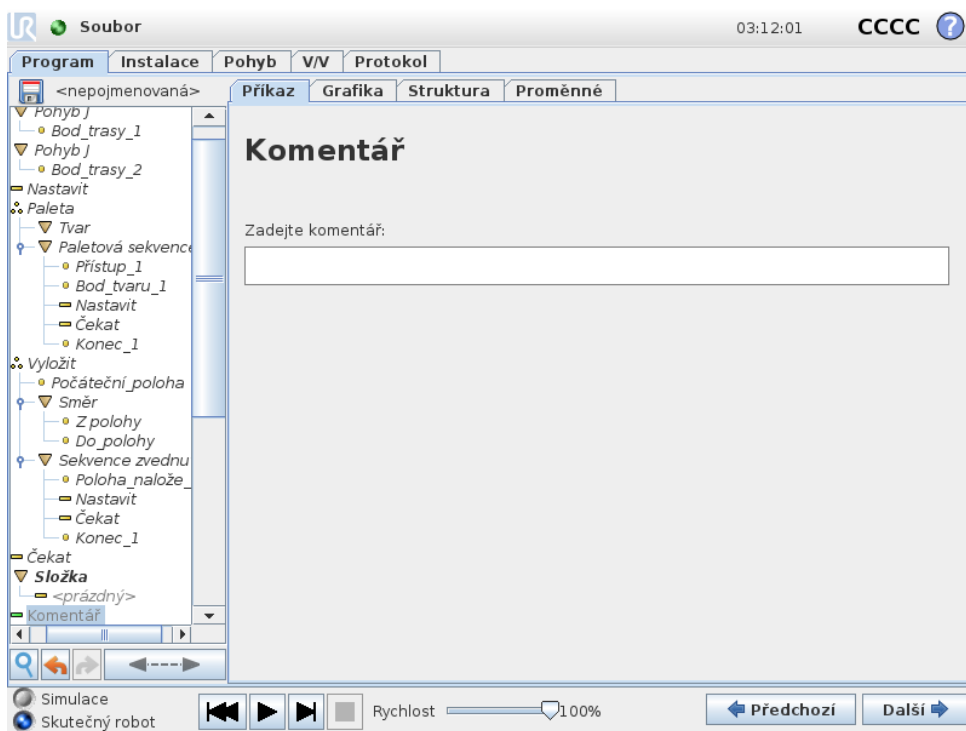 Soubor 03:12:01 CCCC ?
Program Instalace Pohyb V/V Protokol
<nepojmenovaná> Příkaz Grafika Struktura Proměnné
Pohyb J
Bod_trasy_1
Pohyb J
Bod_trasy_2
Nastavit
Paleta
Tvar
Paletová sekvence
Přístup_1
Bod_tvaru_1
Nastavit
Čekat
Konec_1
Vyložit
Počáteční_poloha
Směr
Z polohy
Do_polohy
Sekvence zvednu
Poloha_nalože_
Nastavit
Čekat
Konec_1
Čekat
Složka
<prázdný>
Komentář
Komentář
Zadejte komentář:
Simulace
Skutečný robot
Rychlost 100%
Předchozí Další